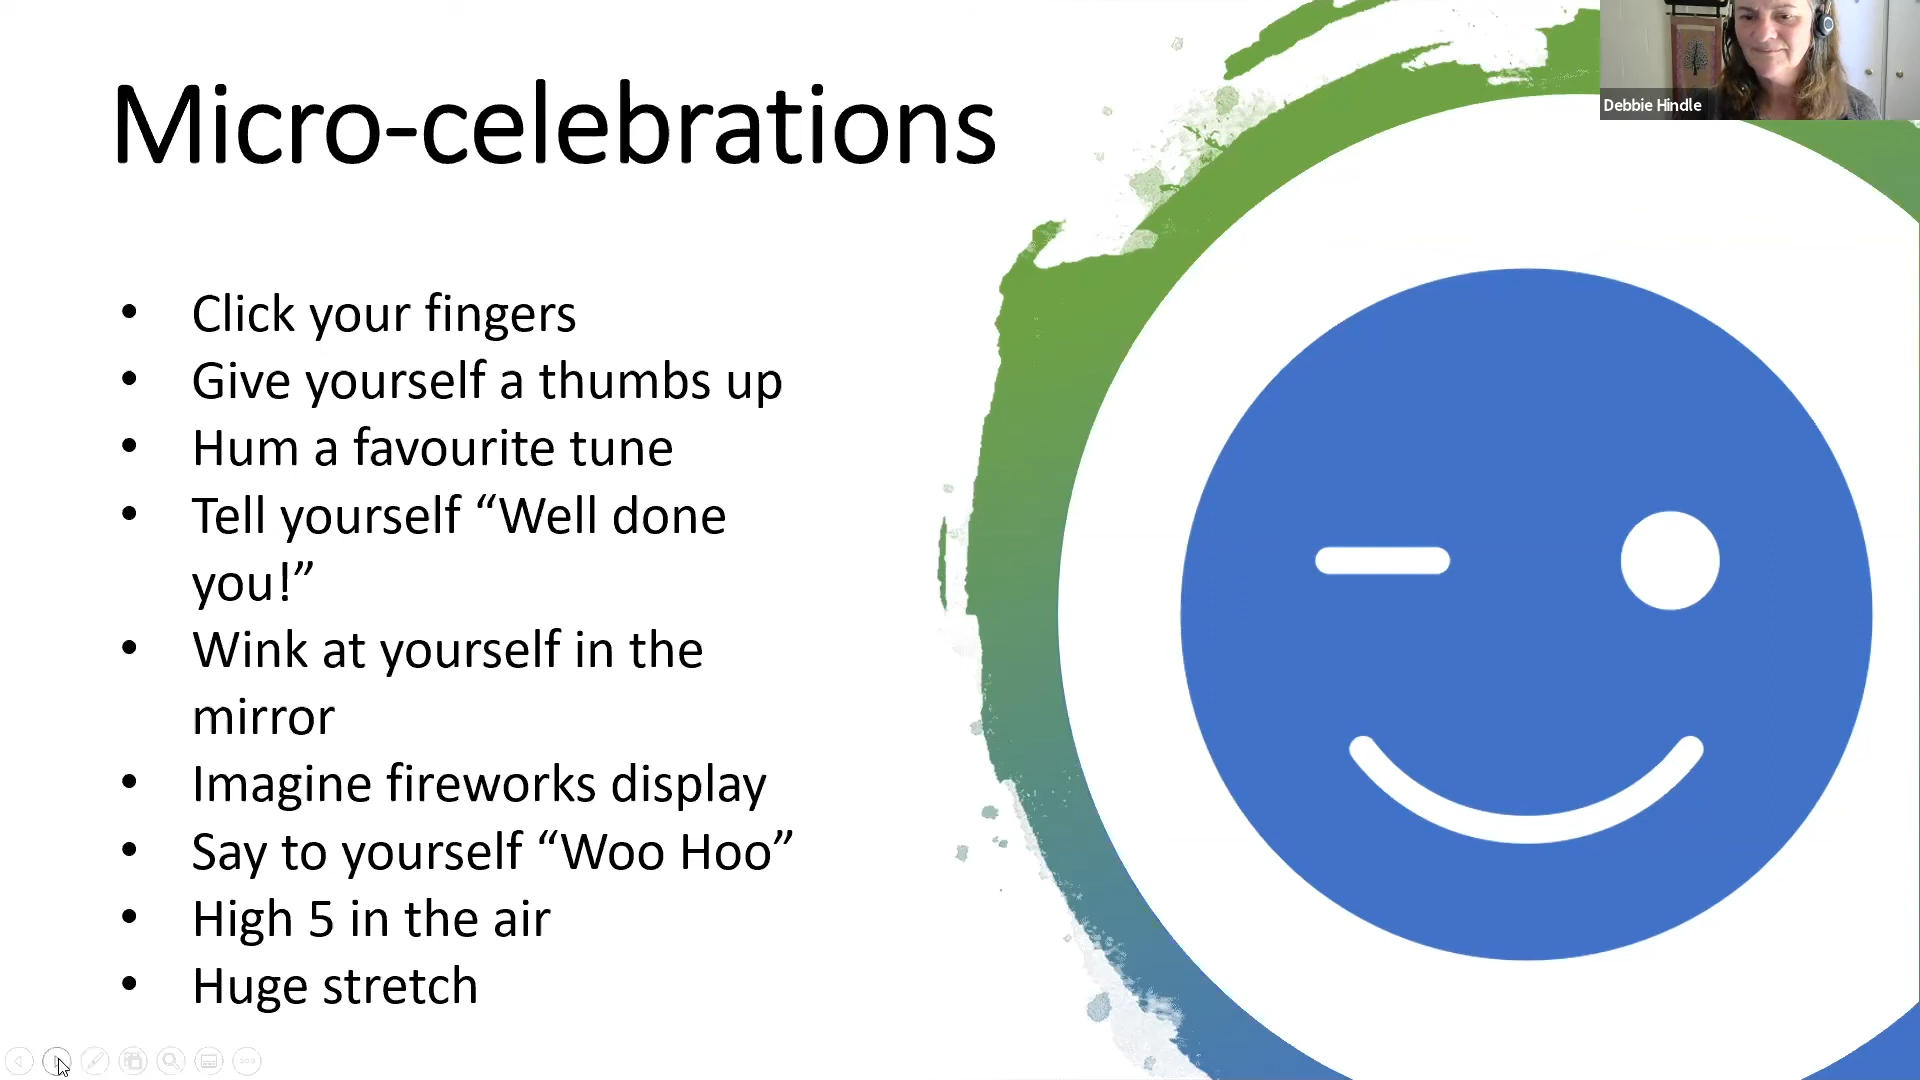 Micro-celebrations
Debbie Hindle
• Click your fingers
• Give yourself a thumbs up
• Hum a favourite tune
• Tell yourself “Well done
you!”
• Wink at yourself in the
mirror
• Imagine fireworks display
• Say to yourself “Woo Hoo”
• High 5 in the air
• Huge stretch